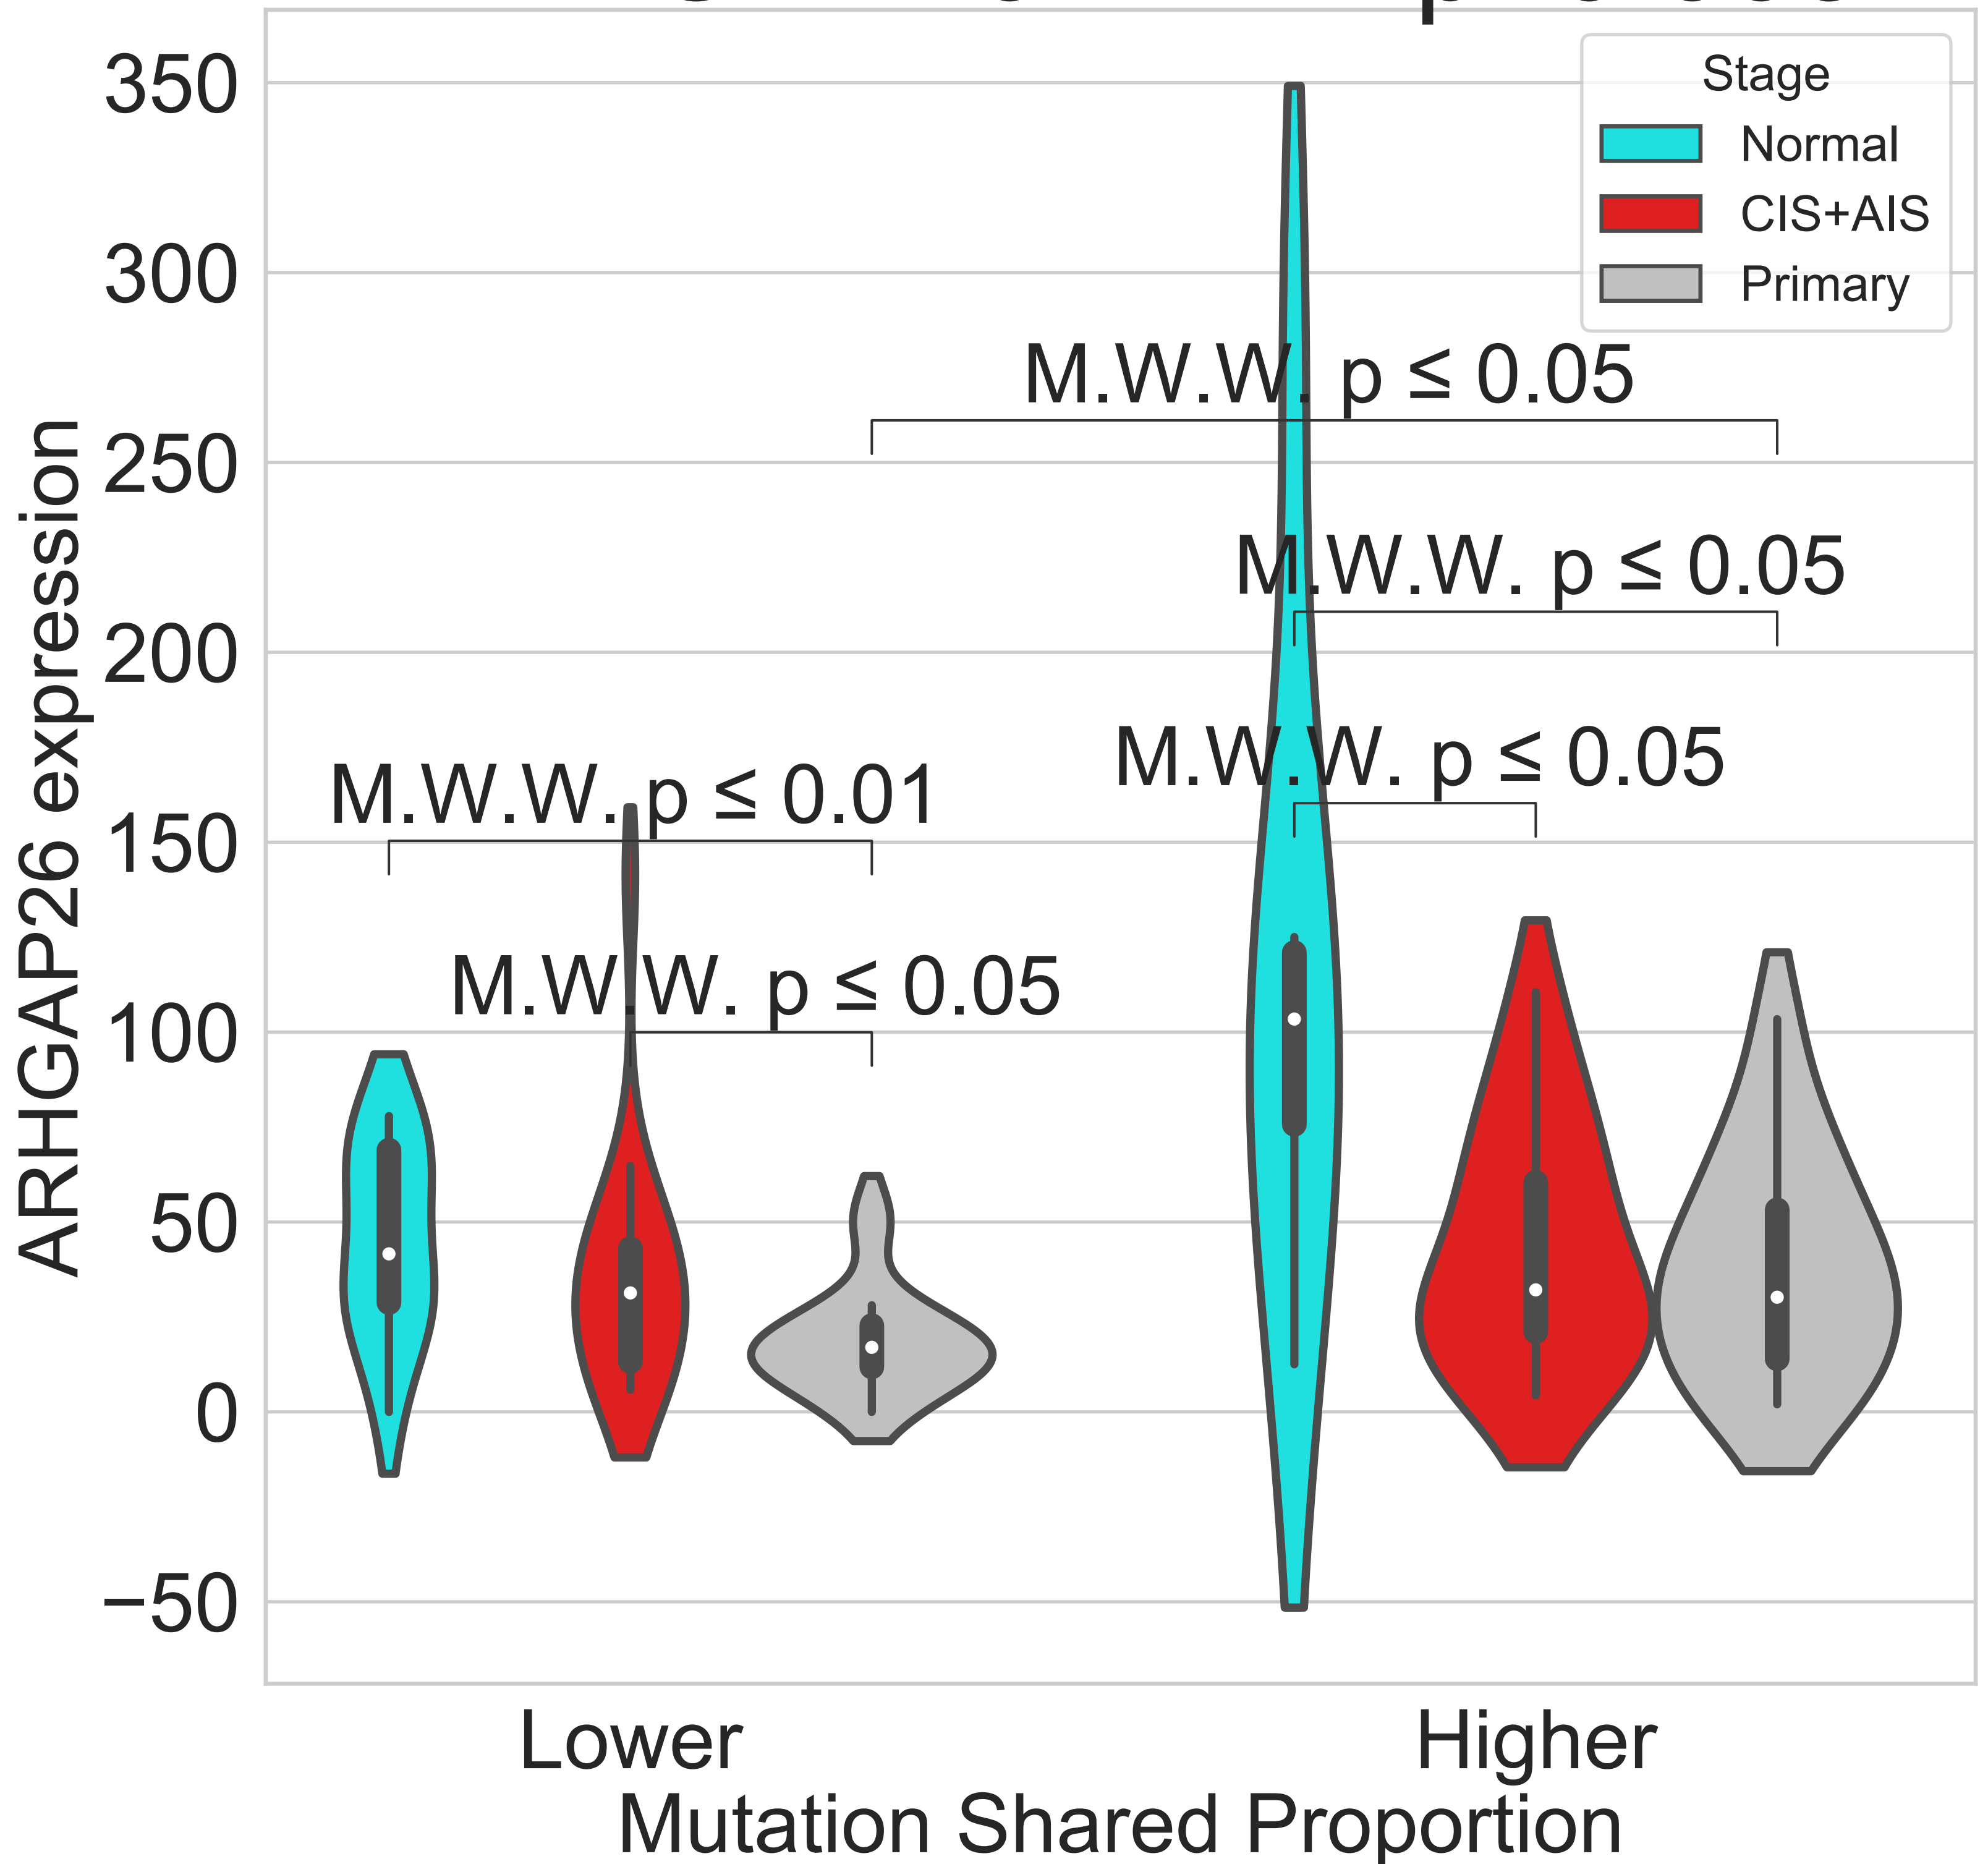 Stage
Normal
CIS+AIS
Primary
ARHGAP26 expression
350
300
250
200
150
100
50
0
−50
M.W.W. p ≤ 0.05
M.W.W. p ≤ 0.05
M.W.W. p ≤ 0.05
M.W.W. p ≤ 0.01
M.W.W. p ≤ 0.05
Lower
Higher
Mutation Shared Proportion